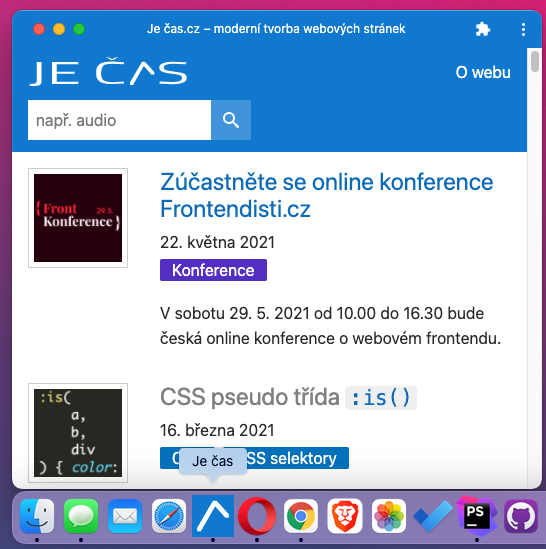 Je čas.cz – moderní tvorba webových stránek
JE ČAS
O webu
např. audio
Zúčastněte se online konference
Frontendisti.cz
{ Front 29.5.
Konference }
22. května 2021
Konference
V sobotu 29. 5. 2021 od 10.00 do 16.30 bude
česká online konference o webovém frontendu.
:is(
a,
b,
div
) { color:
CSS pseudo třída :is()
16. března 2021
SS selektory
Je čas
PS